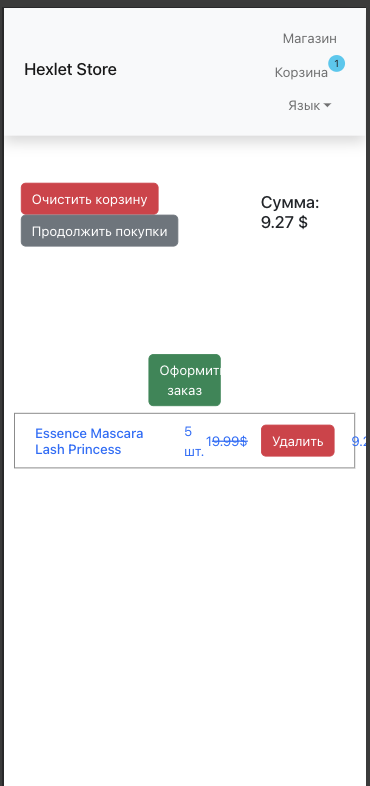 Магазин
Hexlet Store
Корзина 1
Язык
Очистить корзину
Сумма:
9.27 $
Продолжить покупки
Оформить
заказ
Essence Mascara
Lash Princess
5
шт.
19.99$
Удалить
9.2